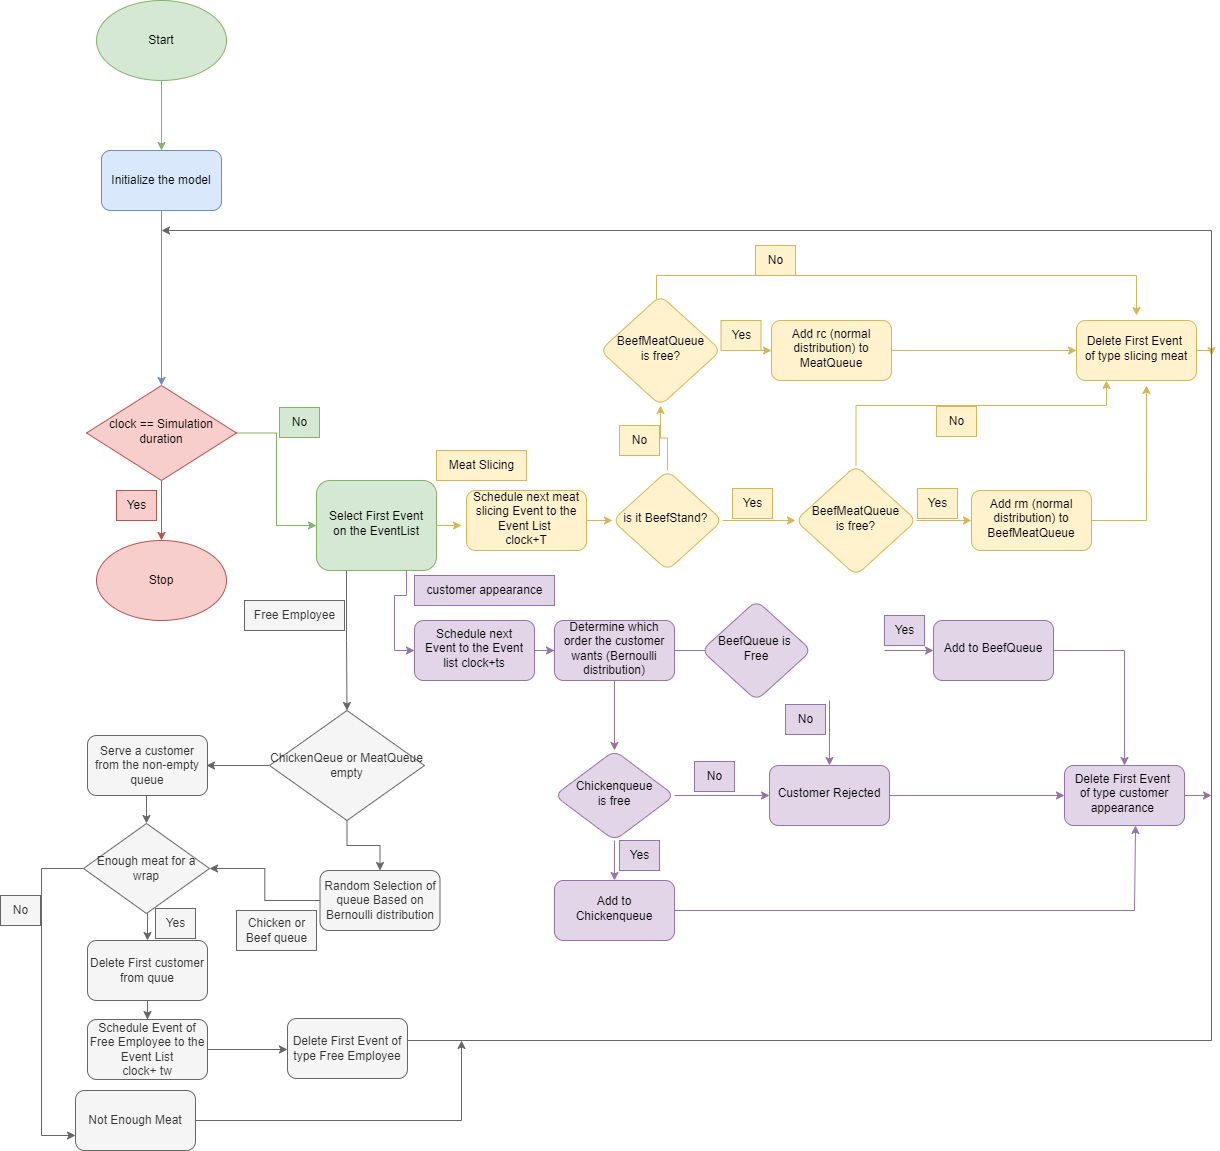 Start
Initialize the model
No
BeefMeatQueue
is free?
Yes
Add rc (normal
distribution) to
MeatQueue
Delete First Event
of type slicing meat
clock == Simulation
duration
No
Yes
Stop
No
No
Meat Slicing
Select First Event
on the EventList
Schedule next meat
slicing Event to the
Event List
clock+T
is it BeefStand?
Yes
BeefMeatQueue
is free?
Yes
Add rm (normal
distribution) to
BeefMeatQueue
Free Employee
customer appearance
Schedule next
Event to the Event
list clock+ts
Determine which
order the customer
wants (Bernoulli
distribution)
BeefQueue is
Free
Yes
Add to BeefQueue
No
Chickenqueue
is free
No
Customer Rejected
Delete First Event
of type customer
appearance
Yes
Add to
Chickenqueue
ChickenQeue or MeatQueue
empty
Serve a customer
from the non-empty
queue
Enough meat for a
wrap
Random Selection of
queue Based on
Bernoulli distribution
No
Yes
Chicken or
Beef queue
Delete First customer
from quue
Schedule Event of
Free Employee to the
Event List
clock+ tw
Delete First Event of
type Free Employee
Not Enough Meat